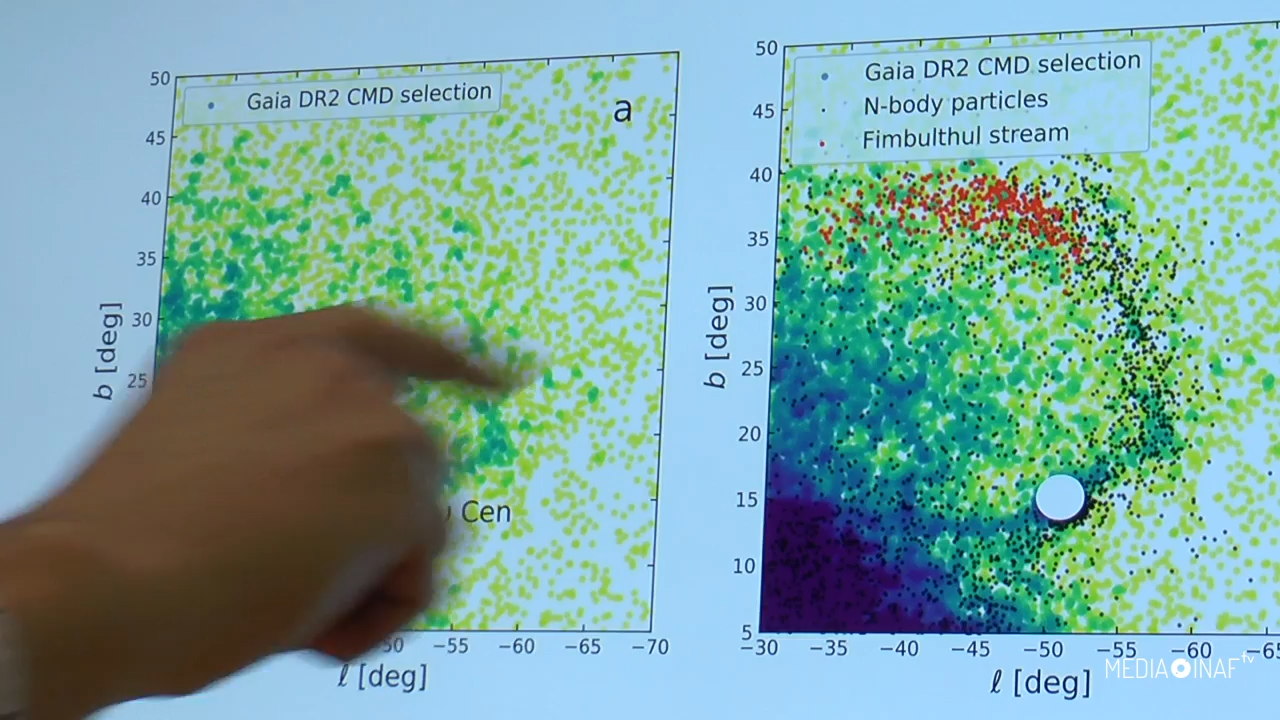 50
Gaia DR2 CMD selection
a
45
40
35
30
25
b [deg]
Cen
50 −55 −60 −65 −70
ℓ [deg]
50
Gaia DR2 CMD selection
N-body particles
Fimbulthul stream
45
40
35
30
25
20
15
10
5
b [deg]
−30 −35 −40 −45 −50 −55 −60 −65
ℓ [deg]
MEDIA INAF tv